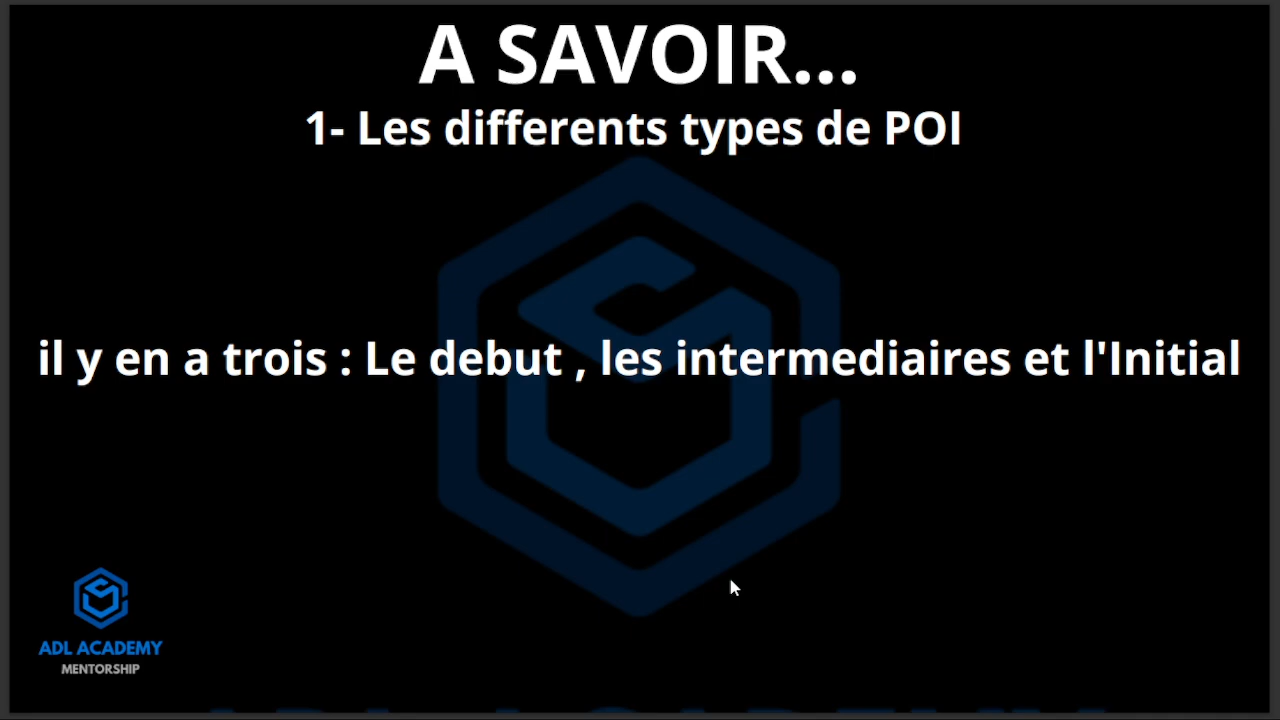 A SAVOIR...
1- Les differents types de POI
il y en a trois : Le debut , les intermediaires et l'Initial
ADL ACADEMY
MENTORSHIP